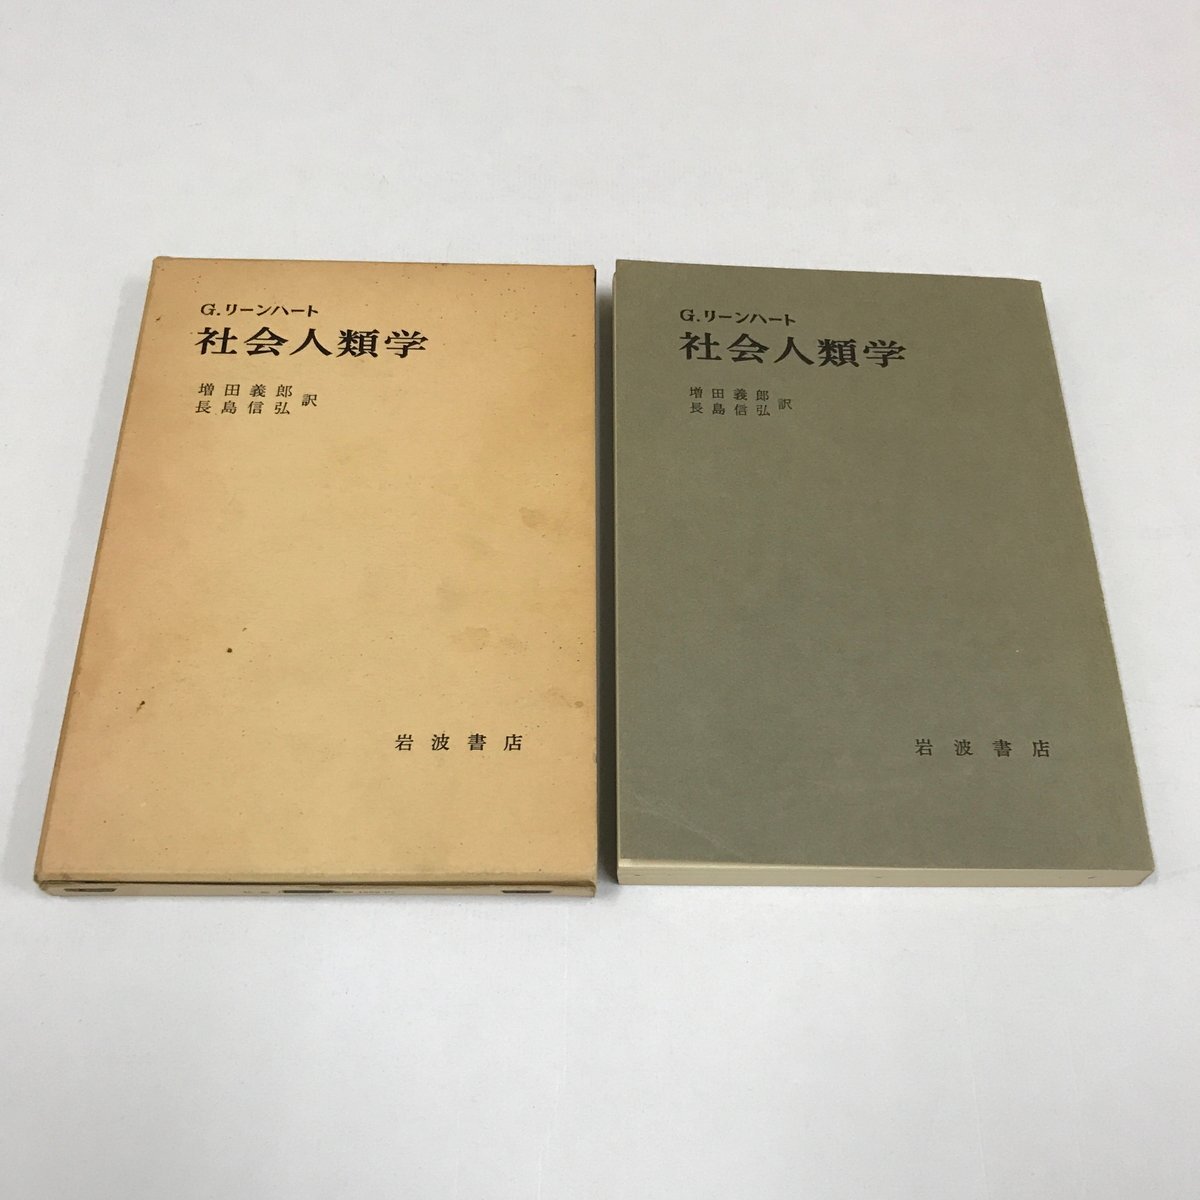 G.リーンハート
社会人類学
増田義郎
長島信弘 訳
岩波書店
G.リーンハート
社会人類学
増田義郎
長島信弘 訳
岩波書店